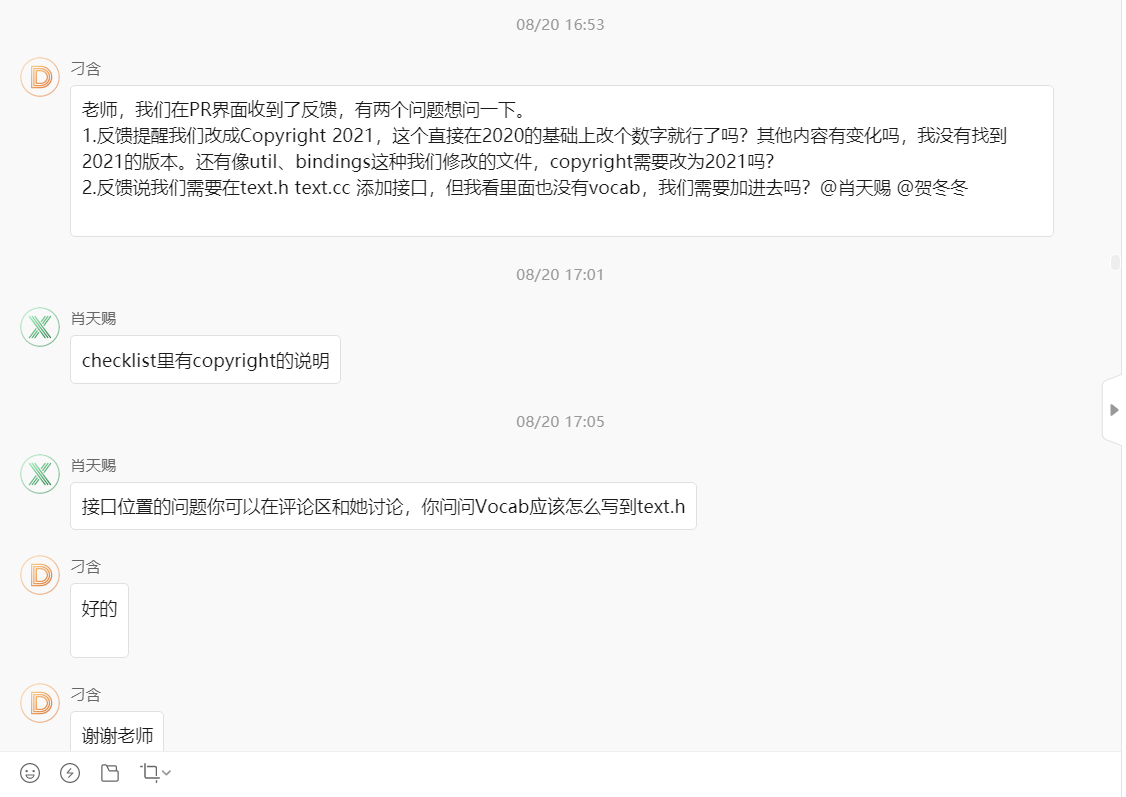 08/20 16:53
刁含
老师，我们在PR界面收到了反馈，有两个问题想问一下。
1.反馈提醒我们改成Copyright 2021，这个直接在2020的基础上改个数字就行了吗？其他内容有变化吗，我没有找到
2021的版本。还有像util、bindings这种我们修改的文件，copyright需要改为2021吗？
2.反馈说我们需要在text.h text.cc 添加接口，但我看里面也没有vocab，我们需要加进去吗？@肖天赐 @贺冬冬
08/20 17:01
肖天赐
checklist里有copyright的说明
08/20 17:05
肖天赐
接口位置的问题你可以在评论区和她讨论，你问问Vocab应该怎么写到text.h
刁含
好的
刁含
谢谢老师